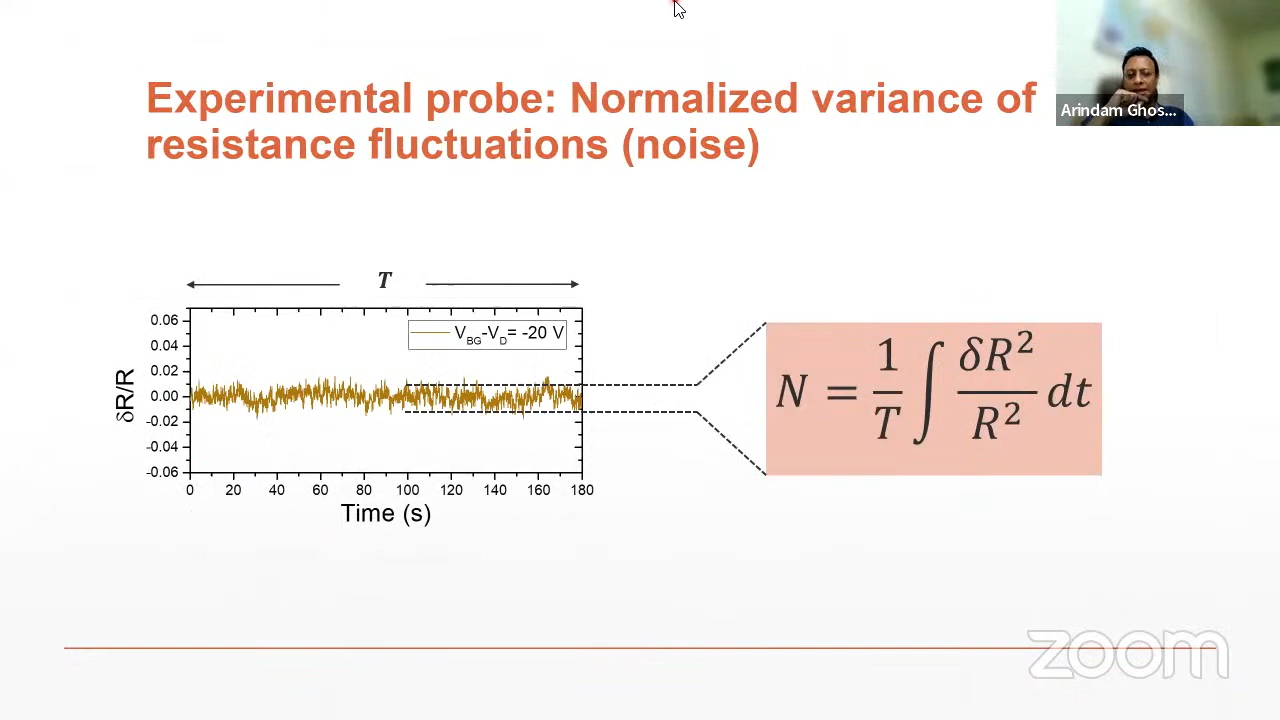 Experimental probe: Normalized variance of
resistance fluctuations (noise)
Arindam Ghos...
T
0.06
0.04
0.02
0.00
-0.02
-0.04
-0.06
δR/R
V_BG-V_D= -20 V
0 20 40 60 80 100 120 140 160 180
Time (s)
N = 1/T ∫ δR²/R² dt
zoom